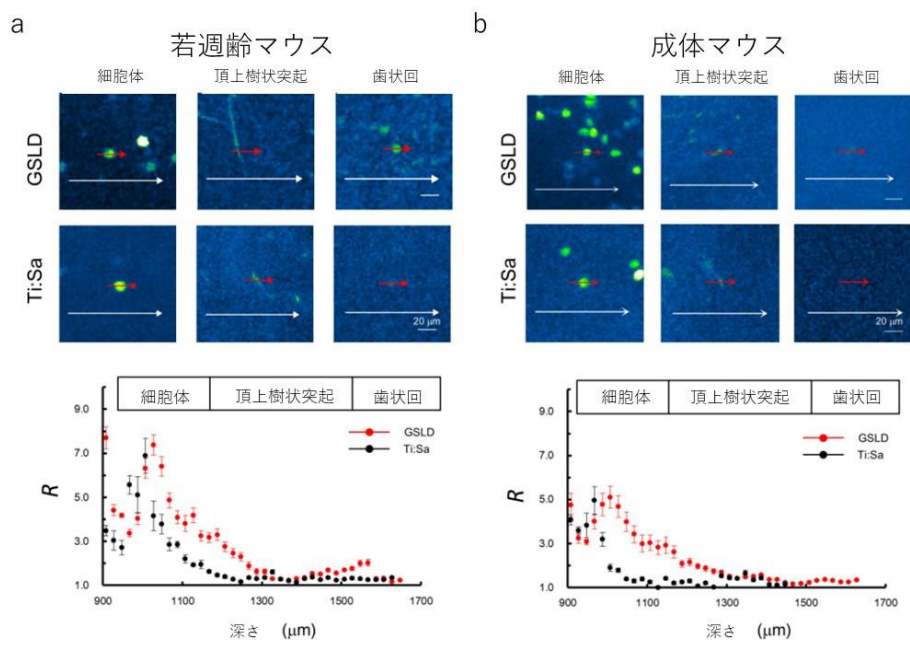 a
若週齢マウス
細胞体 頂上樹状突起 歯状回
GSLD
Ti:Sa
20 μm
細胞体 頂上樹状突起 歯状回
GSLD
Ti:Sa
R
9.0
7.0
5.0
3.0
1.0
900 1100 1300 1500 1700
深さ (μm)
b
成体マウス
細胞体 頂上樹状突起 歯状回
GSLD
Ti:Sa
20 μm
細胞体 頂上樹状突起 歯状回
GSLD
Ti:Sa
R
9.0
7.0
5.0
3.0
1.0
900 1100 1300 1500 1700
深さ (μm)